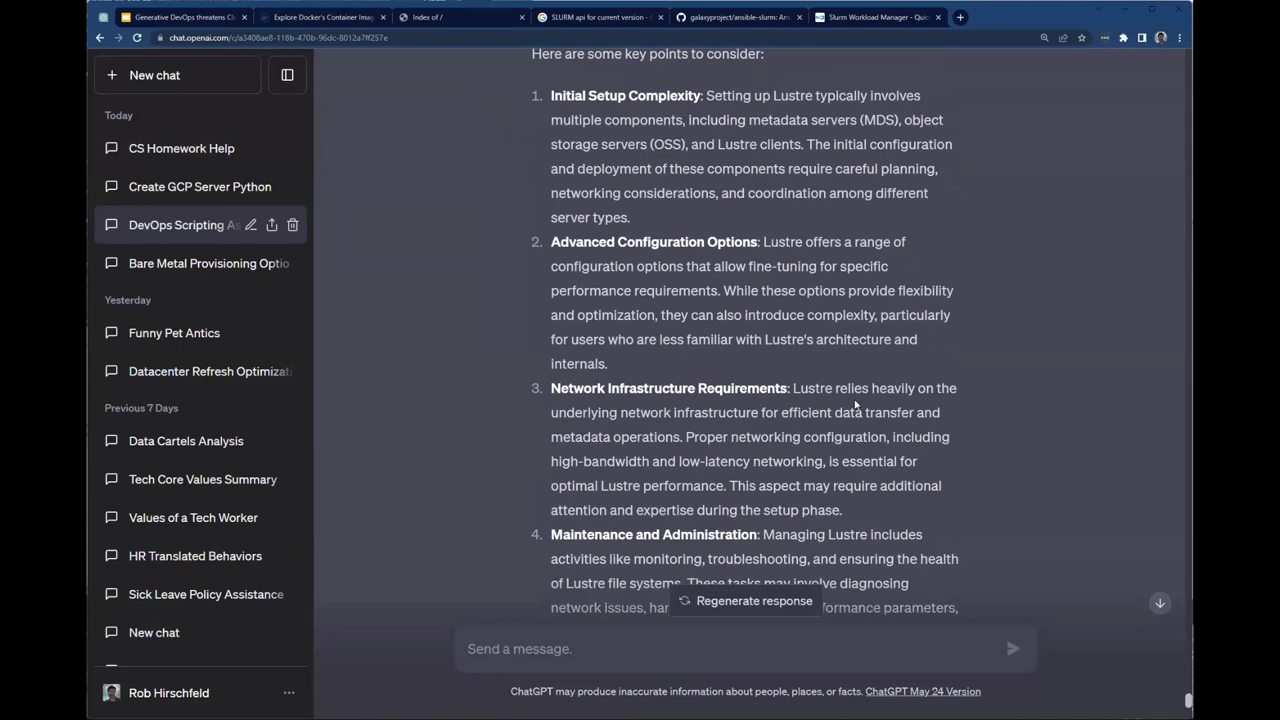 Generative DevOps threatens Cl
Explore Docker's Container Imag
Index of /
SLURM api for current version -
galaxyproject/ansible-slurm: An
Slurm Workload Manager - Quic
chat.openai.com/c/a3408ae8-118b-470b-96dc-8012a7ff257e
New chat
Today
CS Homework Help
Create GCP Server Python
DevOps Scripting As
Bare Metal Provisioning Optio
Yesterday
Funny Pet Antics
Datacenter Refresh Optimizati
Previous 7 Days
Data Cartels Analysis
Tech Core Values Summary
Values of a Tech Worker
HR Translated Behaviors
Sick Leave Policy Assistance
New chat
Rob Hirschfeld
Here are some key points to consider:
1. Initial Setup Complexity: Setting up Lustre typically involves
multiple components, including metadata servers (MDS), object
storage servers (OSS), and Lustre clients. The initial configuration
and deployment of these components require careful planning,
networking considerations, and coordination among different
server types.
2. Advanced Configuration Options: Lustre offers a range of
configuration options that allow fine-tuning for specific
performance requirements. While these options provide flexibility
and optimization, they can also introduce complexity, particularly
for users who are less familiar with Lustre's architecture and
internals.
3. Network Infrastructure Requirements: Lustre relies heavily on the
underlying network infrastructure for efficient data transfer and
metadata operations. Proper networking configuration, including
high-bandwidth and low-latency networking, is essential for
optimal Lustre performance. This aspect may require additional
attention and expertise during the setup phase.
4. Maintenance and Administration: Managing Lustre includes
activities like monitoring, troubleshooting, and ensuring the health
of Lustre file systems. These tasks may involve diagnosing
network issues, har
formance parameters,
Regenerate response
Send a message.
ChatGPT may produce inaccurate information about people, places, or facts. ChatGPT May 24 Version